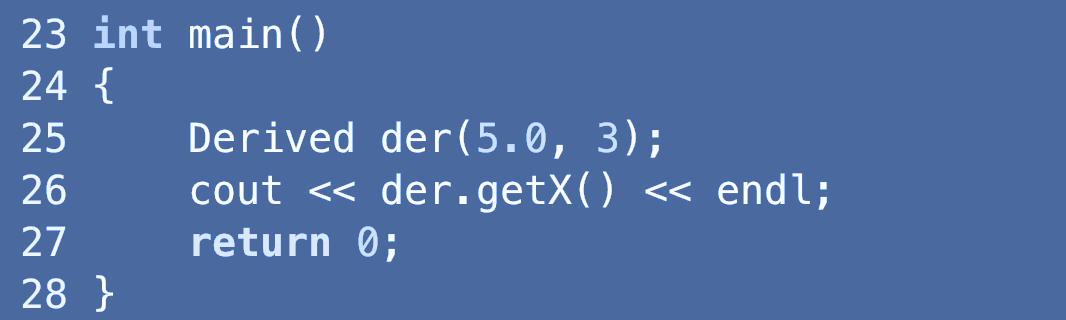 23 int main()
24 {
25     Derived der(5.0, 3);
26     cout << der.getX() << endl;
27     return 0;
28 }